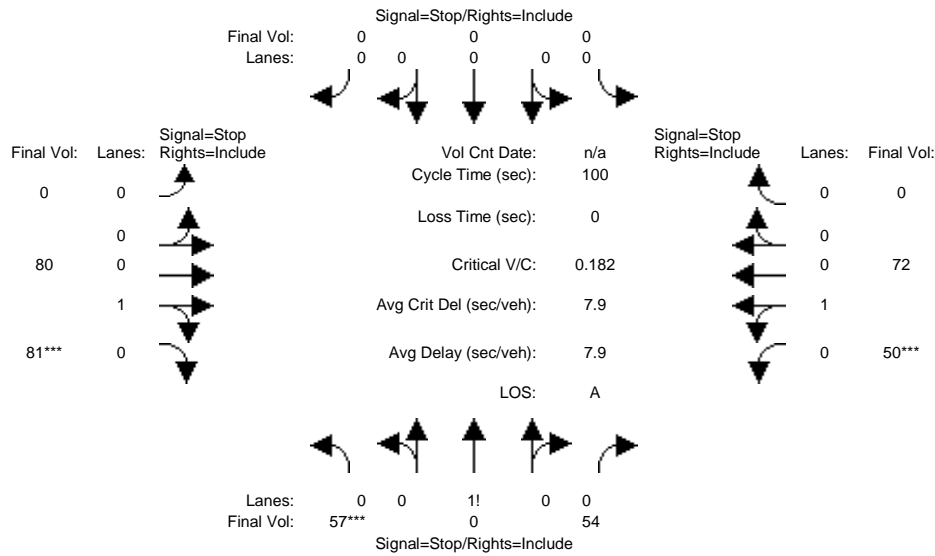 Signal=Stop/Rights=Include
Final Vol: 0 0 0
Lanes: 0 0 0 0 0
Signal=Stop Signal=Stop
Final Vol: Lanes: Rights=Include Vol Cnt Date: n/a Rights=Include Lanes: Final Vol:
Cycle Time (sec): 100
0 0 0 0
Loss Time (sec): 0
0 0
80 0 Critical V/C: 0.182 0 72
1 Avg Crit Del (sec/veh): 7.9 1
81*** 0 Avg Delay (sec/veh): 7.9 0 50***
LOS: A
Lanes: 0 0 1! 0 0
Final Vol: 57*** 0 54
Signal=Stop/Rights=Include